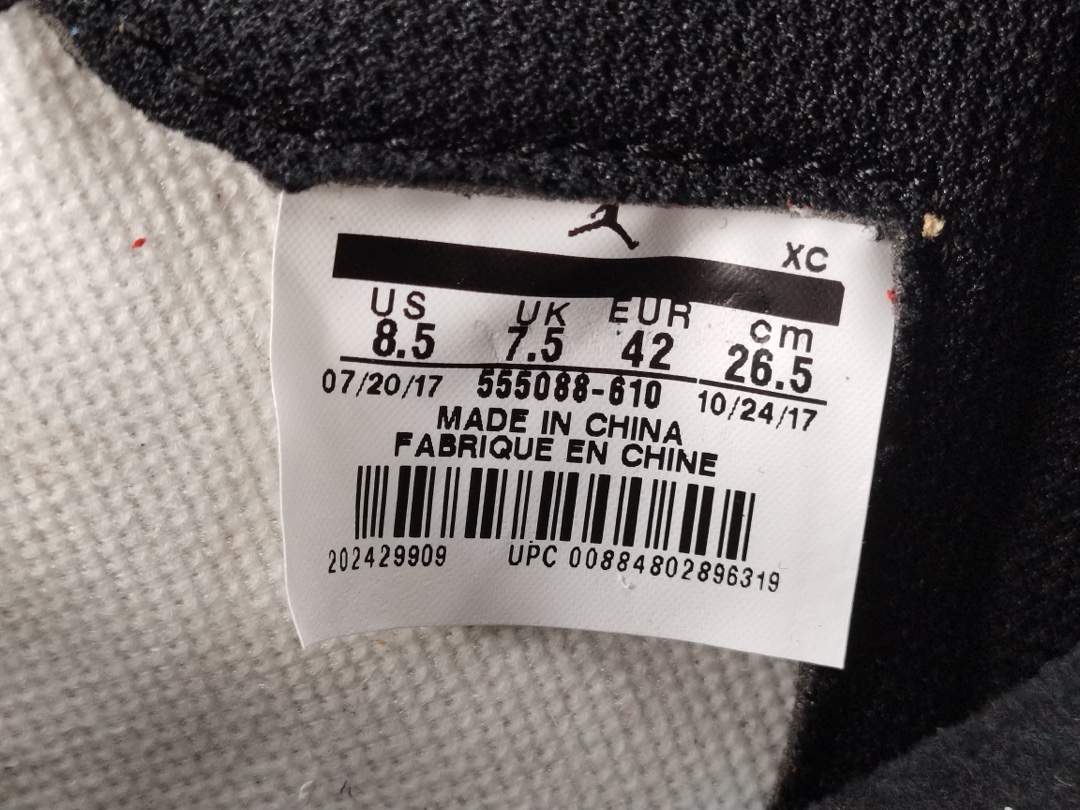 XC
US UK EUR cm
8.5 7.5 42 26.5
07/20/17 555088-610 10/24/17
MADE IN CHINA
FABRIQUE EN CHINE
202429909 UPC 00884802896319